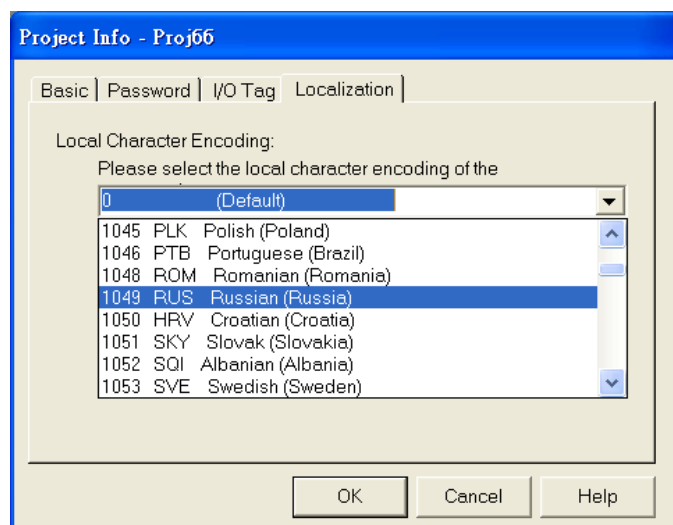 Project Info - Proj66
Basic Password I/O Tag Localization
Local Character Encoding:
Please select the local character encoding of the
0 (Default)
1045 PLK Polish (Poland)
1046 PTB Portuguese (Brazil)
1048 ROM Romanian (Romania)
1049 RUS Russian (Russia)
1050 HRV Croatian (Croatia)
1051 SKY Slovak (Slovakia)
1052 SQI Albanian (Albania)
1053 SVE Swedish (Sweden)
OK Cancel Help